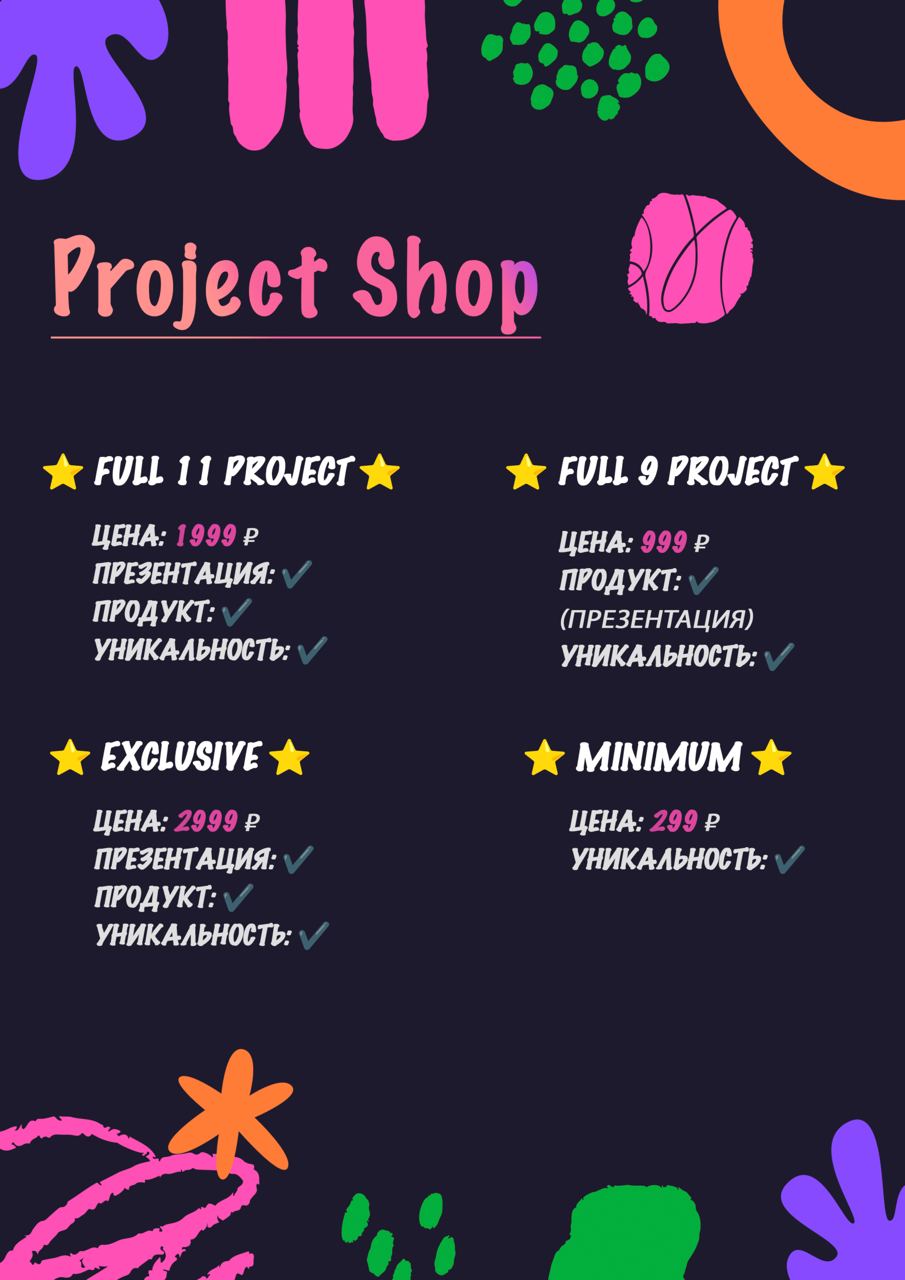 Project Shop
⭐ FULL 11 PROJECT ⭐
ЦЕНА: 1999 ₽
ПРЕЗЕНТАЦИЯ: ✔
ПРОДУКТ: ✔
УНИКАЛЬНОСТЬ: ✔
⭐ FULL 9 PROJECT ⭐
ЦЕНА: 999 ₽
ПРОДУКТ: ✔
(ПРЕЗЕНТАЦИЯ)
УНИКАЛЬНОСТЬ: ✔
⭐ EXCLUSIVE ⭐
ЦЕНА: 2999 ₽
ПРЕЗЕНТАЦИЯ: ✔
ПРОДУКТ: ✔
УНИКАЛЬНОСТЬ: ✔
⭐ MINIMUM ⭐
ЦЕНА: 299 ₽
УНИКАЛЬНОСТЬ: ✔